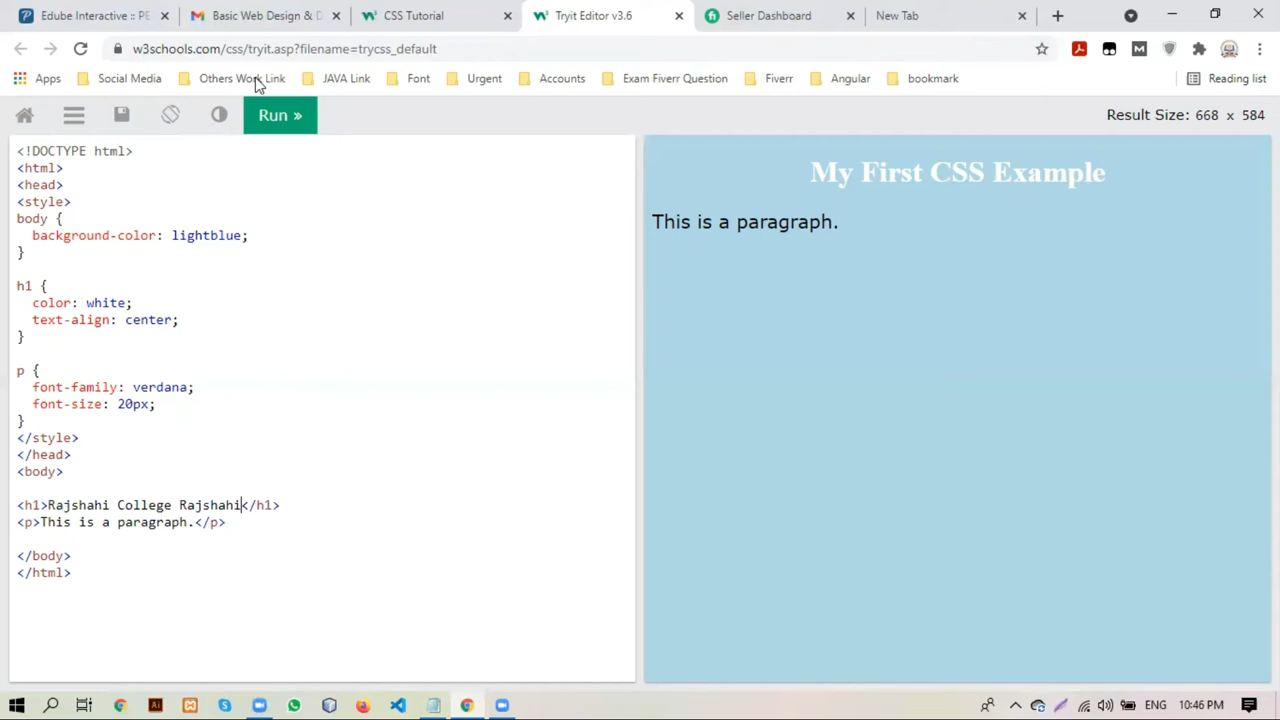 Edube Interactive :: PE
Basic Web Design & D
CSS Tutorial
Tryit Editor v3.6
Seller Dashboard
New Tab
w3schools.com/css/tryit.asp?filename=trycss_default
Apps
Social Media
Others Work Link
JAVA Link
Font
Urgent
Accounts
Exam Fiverr Question
Fiverr
Angular
bookmark
Reading list
Run »
Result Size: 668 x 584
<!DOCTYPE html>
<html>
<head>
<style>
body {
  background-color: lightblue;
}
h1 {
  color: white;
  text-align: center;
}
p {
  font-family: verdana;
  font-size: 20px;
}
</style>
</head>
<body>
<h1>Rajshahi College Rajshahi</h1>
<p>This is a paragraph.</p>
</body>
</html>
My First CSS Example
This is a paragraph.
ENG
10:46 PM